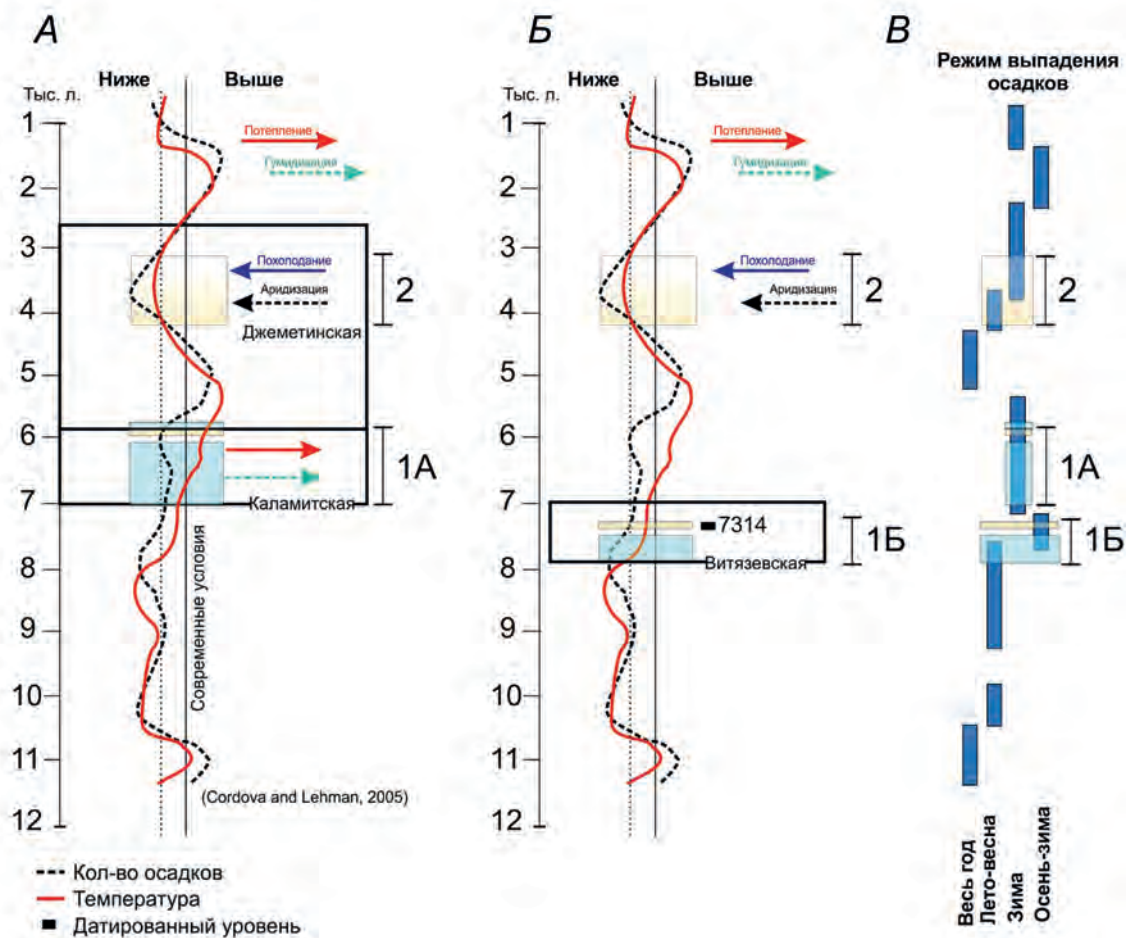 А
Ниже Выше
Тыс. л.
1
2
3
4
5
6
7
8
9
10
11
12
Потепление
Гумидизация
Похолодание
Аридизация
2
Джеметинская
1А
Каламитская
Современные условия
(Cordova and Lehman, 2005)
Кол-во осадков
Температура
Датированный уровень
Б
Ниже Выше
Тыс. л.
1
2
3
4
5
6
7
8
9
10
11
12
Потепление
Гумидизация
Похолодание
Аридизация
2
7314
1Б
Витязевская
В
Режим выпадения
осадков
2
1А
1Б
Весь год
Лето-весна
Зима
Осень-зима